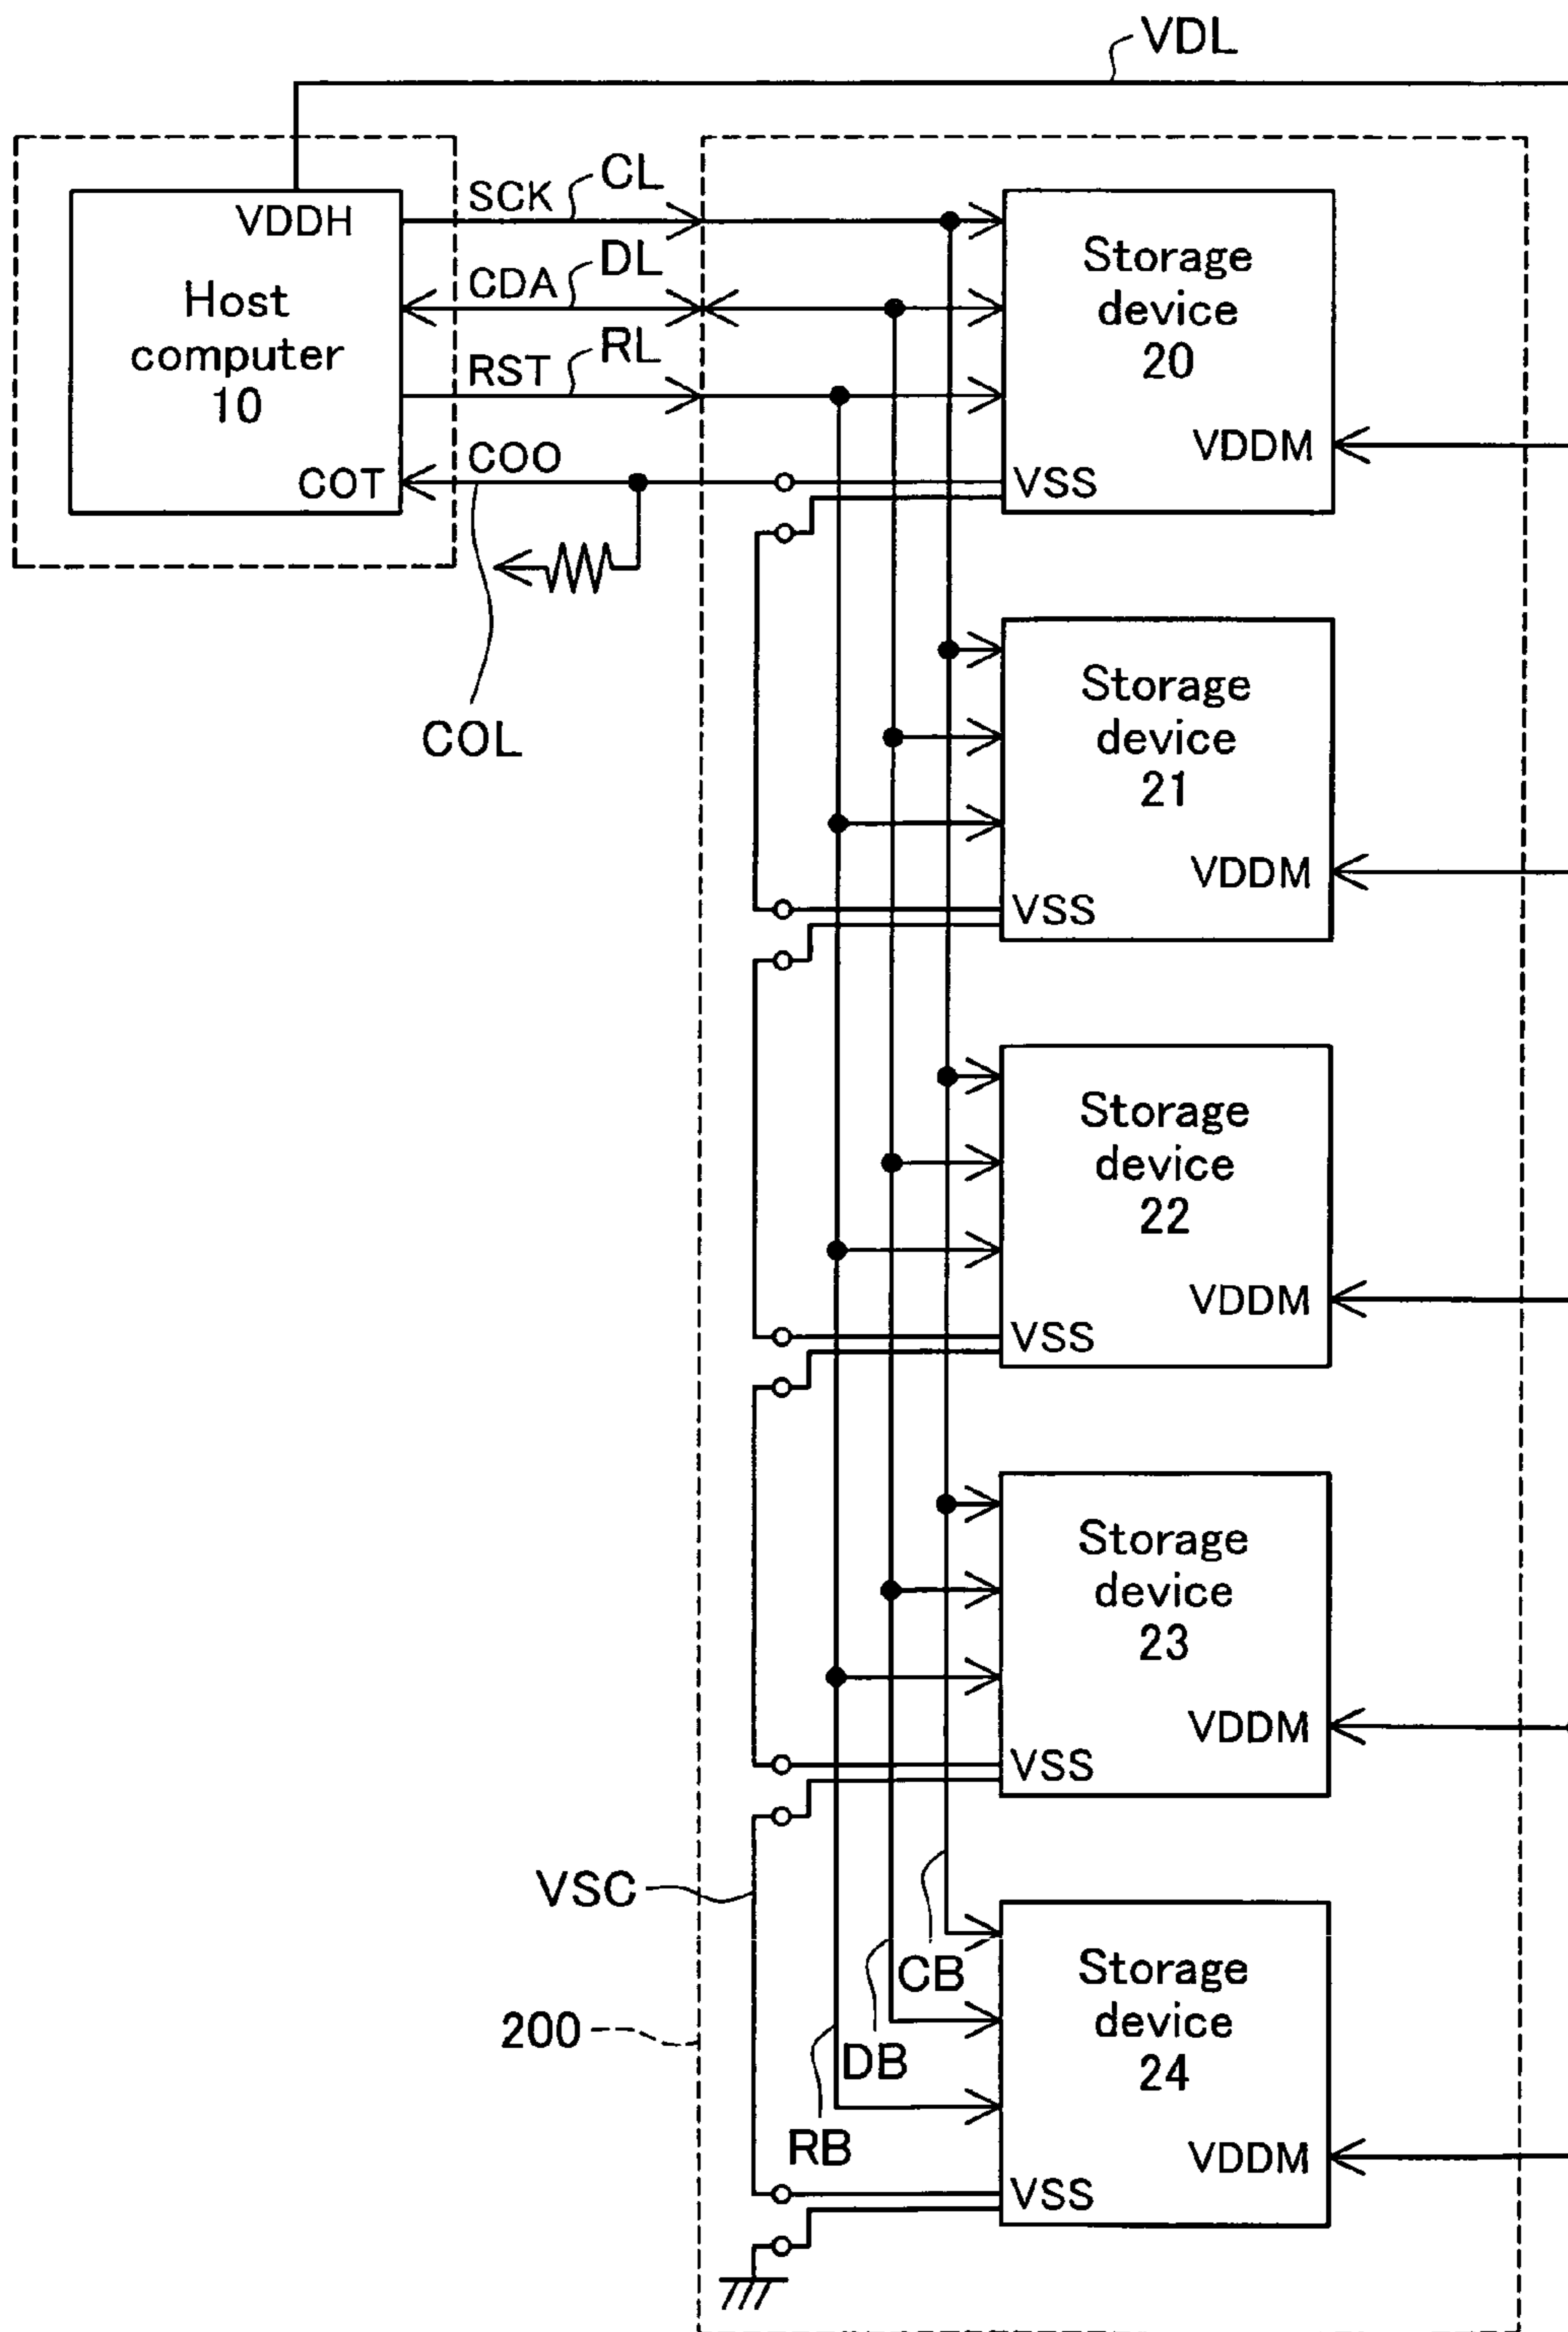 VDL
VDDH
Host
computer
10
COT
SCK
CL
CDA
DL
RST
RL
COO
COL
Storage
device
20
VDDM
VSS
Storage
device
21
VDDM
VSS
Storage
device
22
VDDM
VSS
Storage
device
23
VDDM
VSS
VSC
CB
DB
RB
200
Storage
device
24
VDDM
VSS